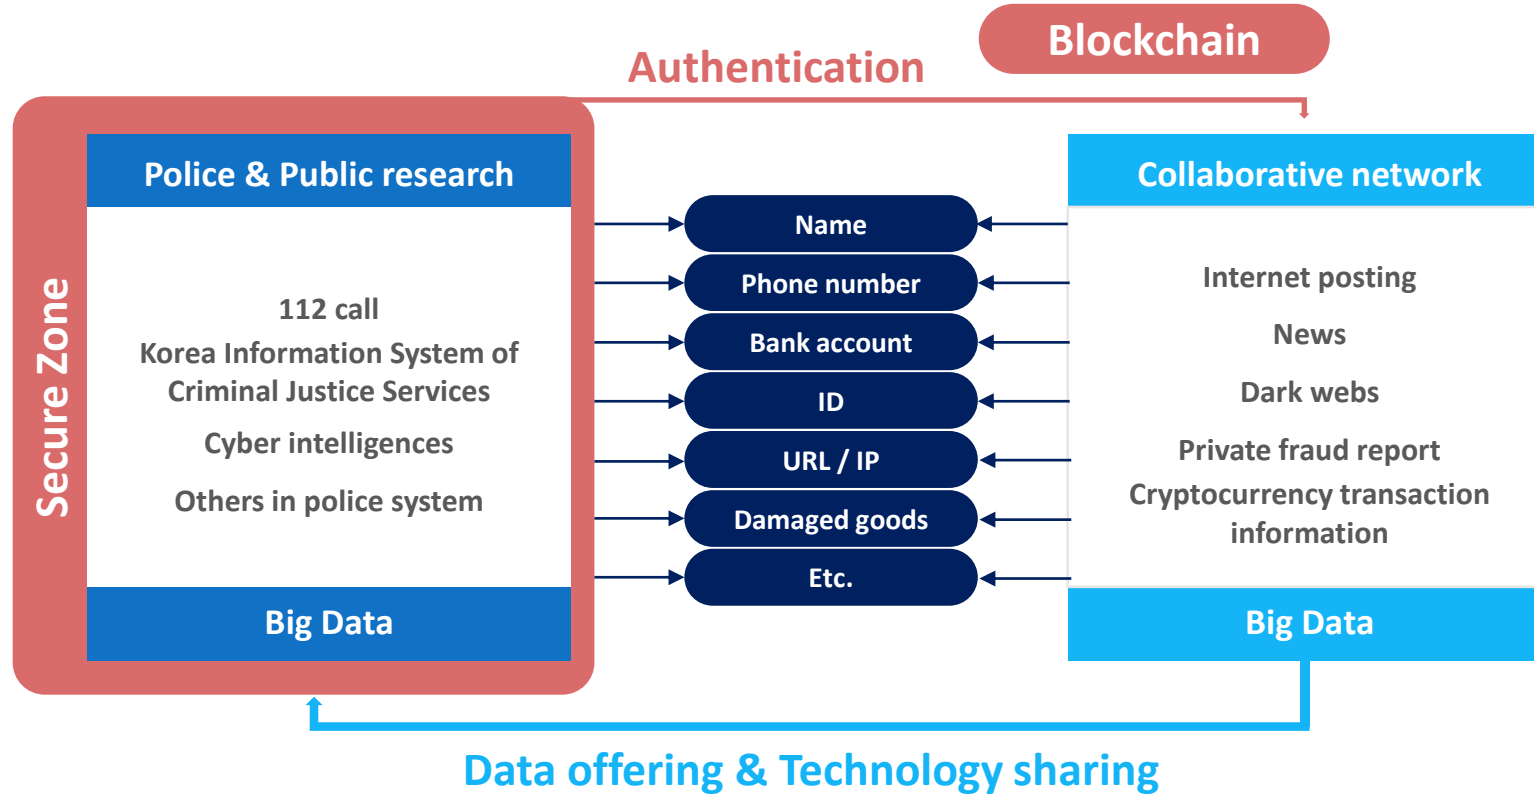 Blockchain
Authentication
Secure Zone
Police & Public research
112 call
Korea Information System of
Criminal Justice Services
Cyber intelligences
Others in police system
Big Data
Name
Phone number
Bank account
ID
URL / IP
Damaged goods
Etc.
Collaborative network
Internet posting
News
Dark webs
Private fraud report
Cryptocurrency transaction
information
Big Data
Data offering & Technology sharing